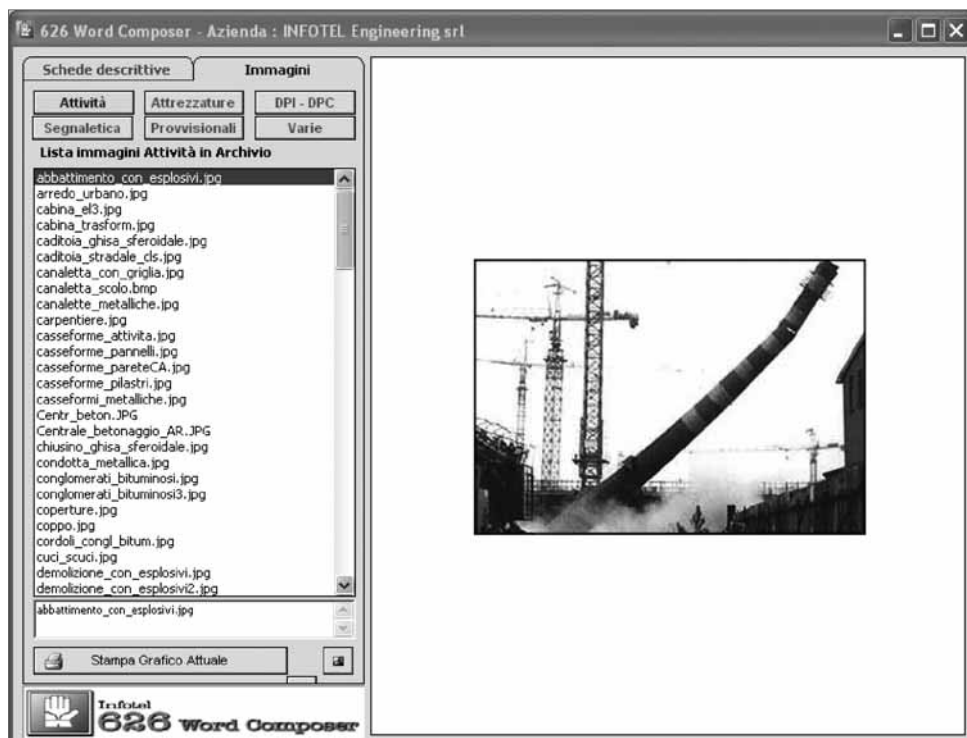 626 Word Composer - Azienda : INFOTEL Engineering srl
Schede descrittive Immagini
Attività Attrezzature DPI - DPC
Segnaletica Provvisionali Varie
Lista immagini Attività in Archivio
abbattimento_con_esplosivi.jpg
arredo_urbano.jpg
cabina_el3.jpg
cabina_trasform.jpg
caditoia_ghisa_sferoidale.jpg
caditoia_stradale_cls.jpg
canaletta_con_griglia.jpg
canaletta_scolo.bmp
canalette_metalliche.jpg
carpentiere.jpg
casseforme_attivita.jpg
casseforme_pannelli.jpg
casseforme_pareteCA.jpg
casseforme_pilastri.jpg
casseformi_metalliche.jpg
Centr_beton.JPG
Centrale_betonaggio_AR.JPG
chiusino_ghisa_sferoidale.jpg
condotta_metallica.jpg
conglomerati_bituminosi.jpg
conglomerati_bituminosi3.jpg
coperture.jpg
coppo.jpg
cordoli_congl_bitum.jpg
cuci_scuci.jpg
demolizione_con_esplosivi.jpg
demolizione_con_esplosivi2.jpg
abbattimento_con_esplosivi.jpg
Stampa Grafico Attuale
Infotel
626 Word Composer